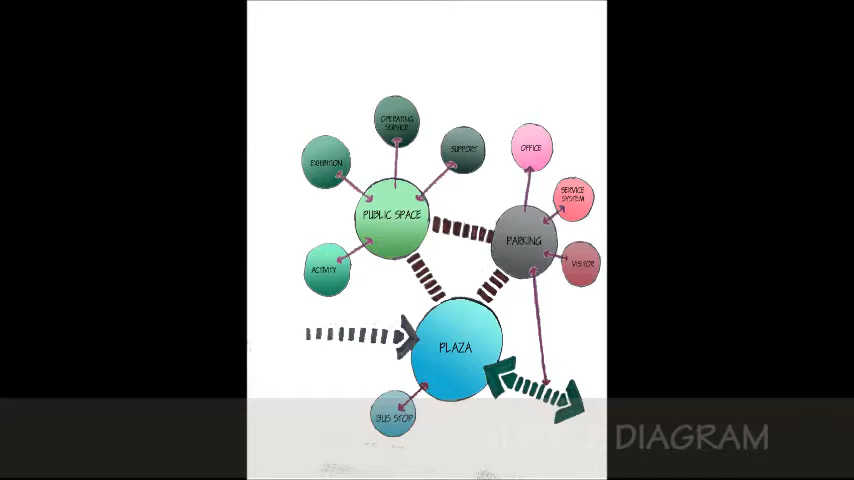 OPERATING
SERVICE
SUPPORT
OFFICE
EXHIBITION
SERVICE
SYSTEM
PUBLIC SPACE
PARKING
ACTIVITY
VISITOR
PLAZA
BUS STOP
DIAGRAM